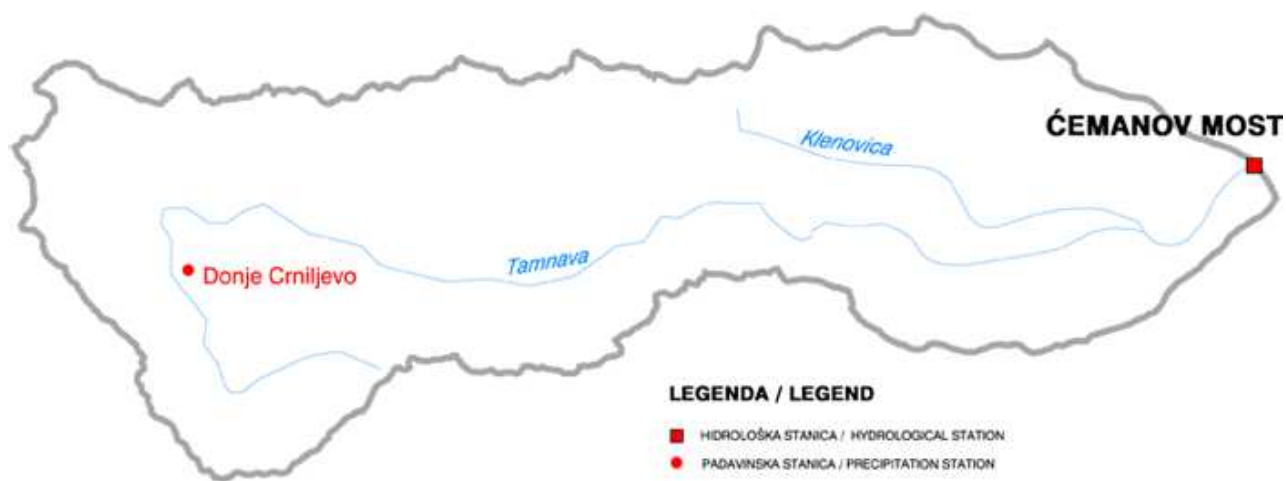 ĆEMANOV MOST
Klenovica
Tamnava
Donje Crniljevo
LEGENDA / LEGEND
HIDROLOŠKA STANICA / HYDROLOGICAL STATION
PADAVINSKA STANICA / PRECIPITATION STATION